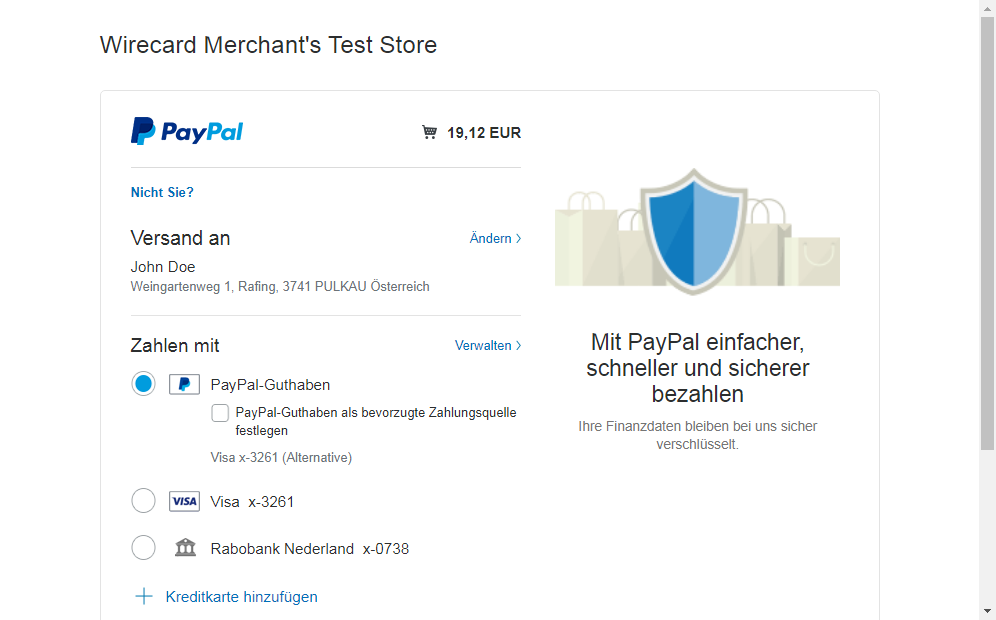 Wirecard Merchant's Test Store
PayPal
19,12 EUR
Nicht Sie?
Versand an
Ändern >
John Doe
Weingartenweg 1, Rafing, 3741 PULKAU Österreich
Zahlen mit
Verwalten >
PayPal-Guthaben
PayPal-Guthaben als bevorzugte Zahlungsquelle
festlegen
Visa x-3261 (Alternative)
VISA Visa x-3261
Rabobank Nederland x-0738
Kreditkarte hinzufügen
Mit PayPal einfacher,
schneller und sicherer
bezahlen
Ihre Finanzdaten bleiben bei uns sicher
verschlüsselt.